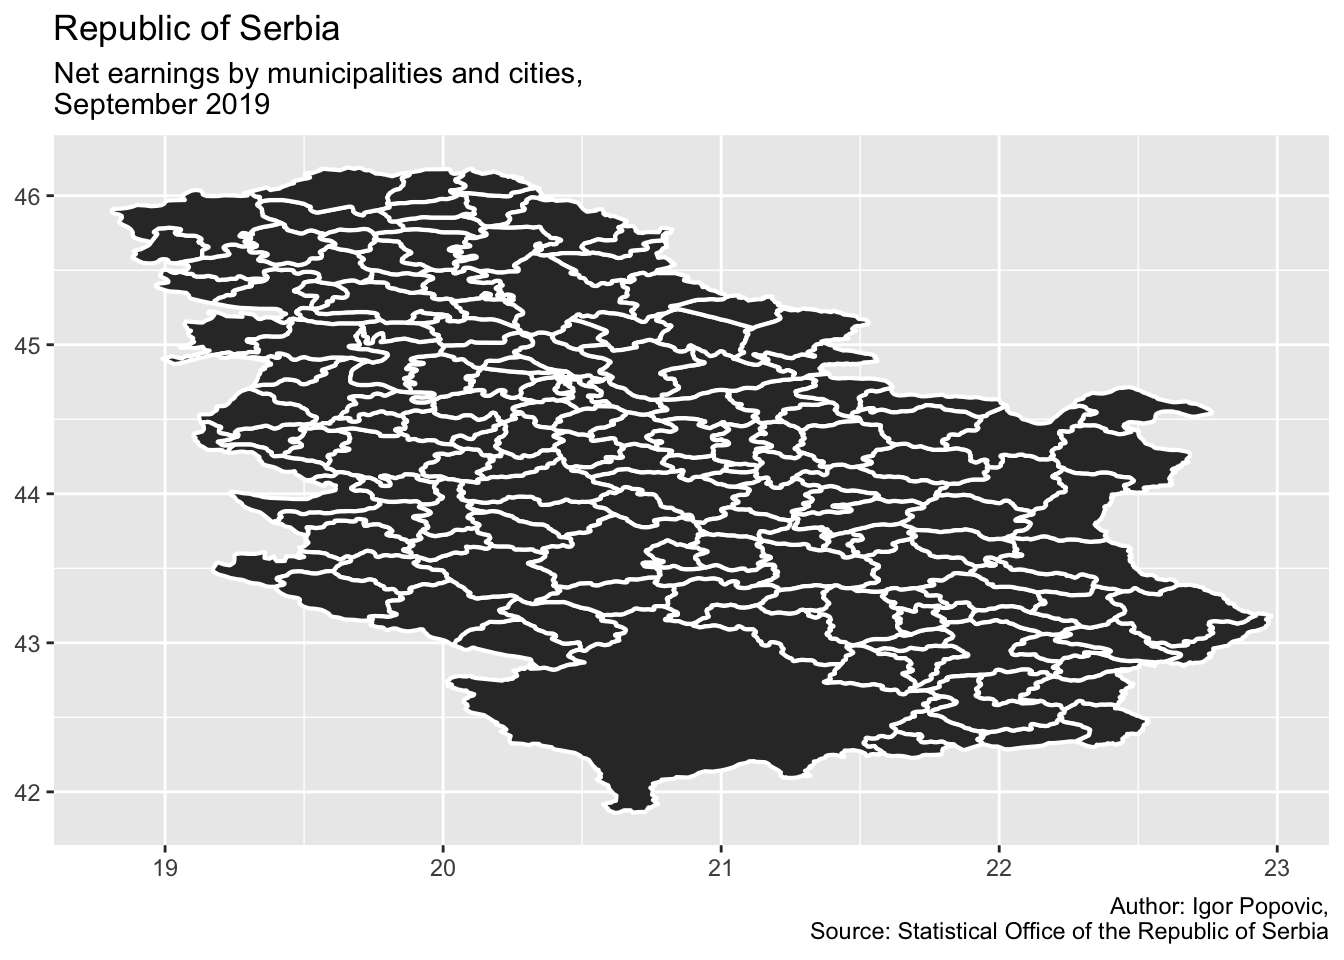 Republic of Serbia
Net earnings by municipalities and cities,
September 2019
46
45
44
43
42
19 20 21 22 23
Author: Igor Popovic,
Source: Statistical Office of the Republic of Serbia